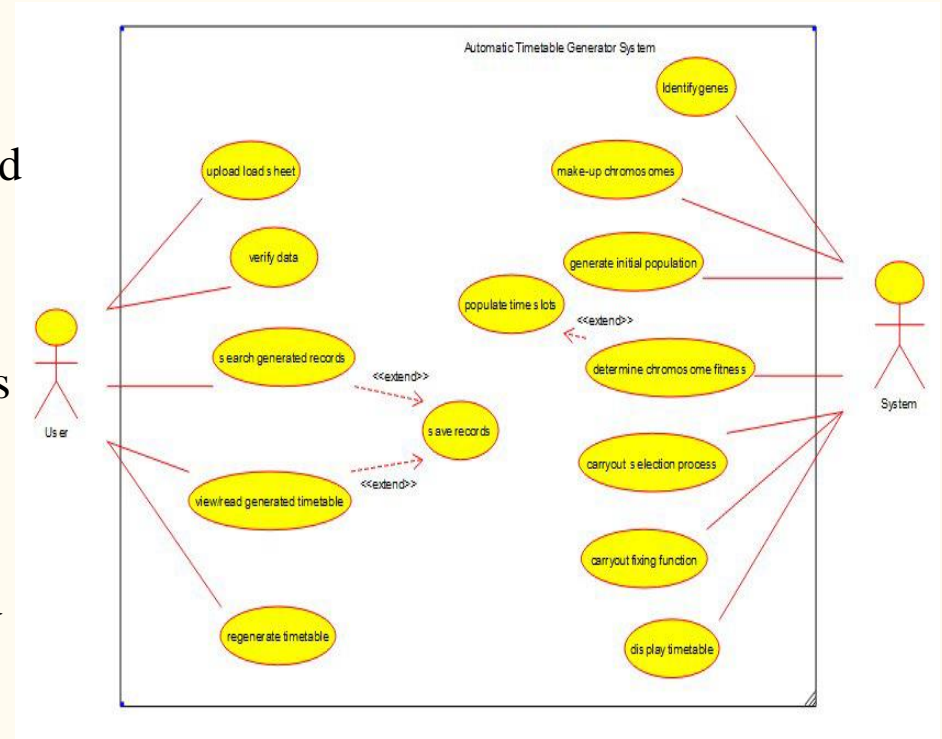 Automatic Timetable Generator System
Identify genes
d
upload load sheet
make-up chromosomes
verify data
generate initial population
populate time slots
<<extend>>
search generated records
determine chromosome fitness
<<extend>>
s
System
User
save records
carryout selection process
<<extend>>
view/read generated timetable
carryout fixing function
regenerate timetable
display timetable